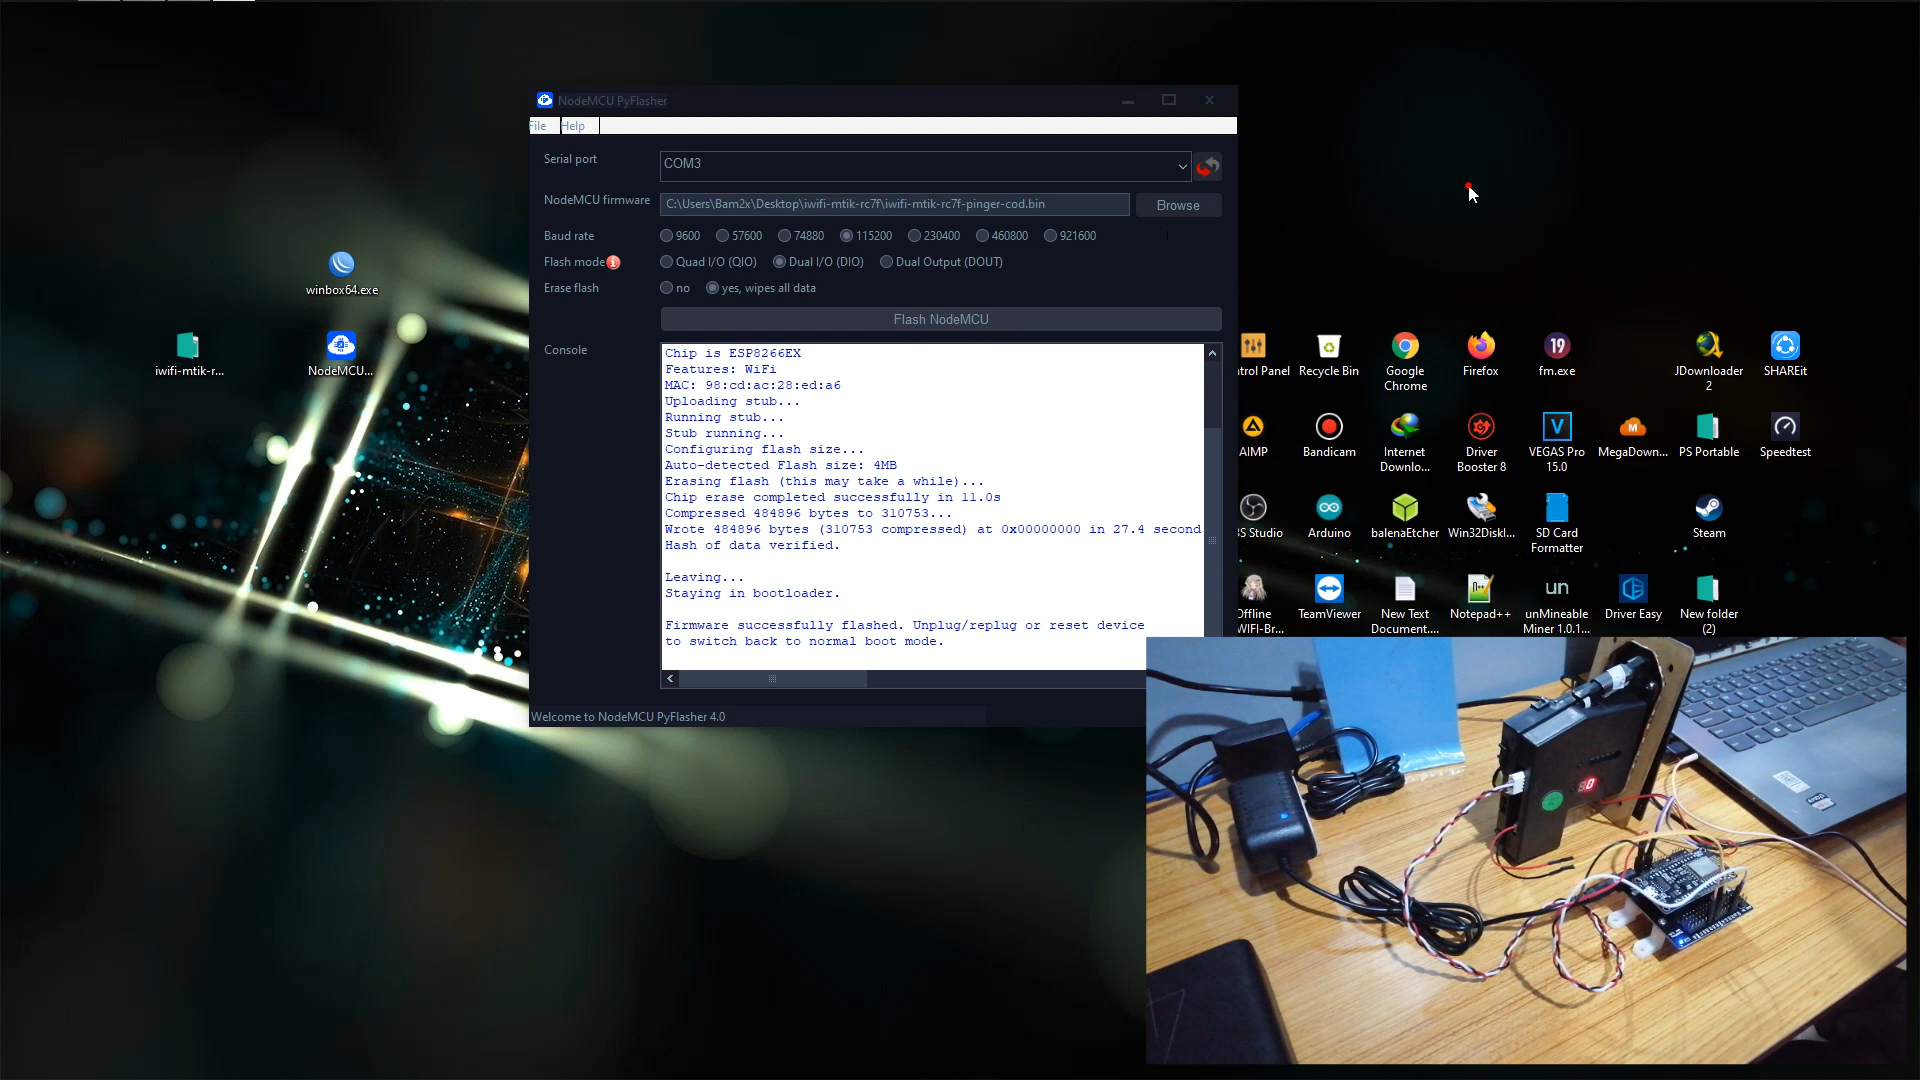 NodeMCU PyFlasher
File Help
Serial port
COM3
NodeMCU firmware
C:\Users\Bam2x\Desktop\iwifi-mtik-rc7f\iwifi-mtik-rc7f-pinger-cod.bin
Browse
Baud rate
9600 57600 74880 115200 230400 460800 921600
Flash mode
Quad I/O (QIO) Dual I/O (DIO) Dual Output (DOUT)
Erase flash
no yes, wipes all data
Flash NodeMCU
Console
Chip is ESP8266EX
Features: WiFi
MAC: 98:cd:ac:28:ed:a6
Uploading stub...
Running stub...
Stub running...
Configuring flash size...
Auto-detected Flash size: 4MB
Erasing flash (this may take a while)...
Chip erase completed successfully in 11.0s
Compressed 484896 bytes to 310753...
Wrote 484896 bytes (310753 compressed) at 0x00000000 in 27.4 second
Hash of data verified.
Leaving...
Staying in bootloader.
Firmware successfully flashed. Unplug/replug or reset device
to switch back to normal boot mode.
Welcome to NodeMCU PyFlasher 4.0
winbox64.exe
iwifi-mtik-r...
NodeMCU...
ntrol Panel
Recycle Bin
Google
Chrome
Firefox
19
fm.exe
JDownloader
2
SHAREit
AIMP
Bandicam
Internet
Downlo...
Driver
Booster 8
V
VEGAS Pro
15.0
M
MegaDown...
PS Portable
Speedtest
BS Studio
Arduino
balenaEtcher
Win32DiskI...
SD Card
Formatter
Steam
Offline
WIFI-Br...
TeamViewer
New Text
Document....
Notepad++
un
unMineable
Miner 1.0.1...
Driver Easy
New folder
(2)
0